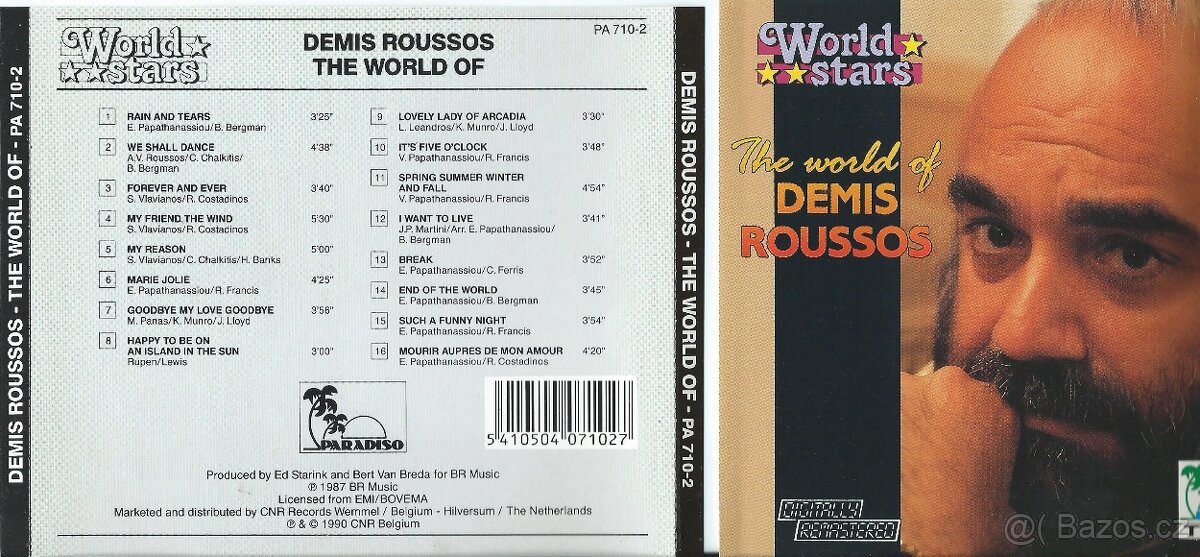 DEMIS ROUSSOS - THE WORLD OF - PA 710-2
World
stars
DEMIS ROUSSOS
THE WORLD OF
PA 710-2
1 RAIN AND TEARS 3'25"
E. Papathanassiou/B. Bergman
2 WE SHALL DANCE 4'38"
A.V. Roussos/C. Chalkitis/
B. Bergman
3 FOREVER AND EVER 3'40"
S. Vlavianos/R. Costadinos
4 MY FRIEND THE WIND 5'30"
S. Vlavianos/R. Costadinos
5 MY REASON 5'00"
S. Vlavianos/C. Chalkitis/H. Banks
6 MARIE JOLIE 4'25"
E. Papathanassiou/R. Francis
7 GOODBYE MY LOVE GOODBYE 3'56"
M. Panas/K. Munro/J. Lloyd
8 HAPPY TO BE ON
AN ISLAND IN THE SUN 3'00"
Rupen/Lewis
9 LOVELY LADY OF ARCADIA 3'30"
L. Leandros/K. Munro/J. Lloyd
10 IT'S FIVE O'CLOCK 3'48"
V. Papathanassiou/R. Francis
11 SPRING SUMMER WINTER
AND FALL 4'54"
V. Papathanassiou/R. Francis
12 I WANT TO LIVE 3'41"
J.P. Martini/Arr. E. Papathanassiou/
B. Bergman
13 BREAK 3'52"
E. Papathanassiou/C. Ferris
14 END OF THE WORLD 3'45"
E. Papathanassiou/B. Bergman
15 SUCH A FUNNY NIGHT 3'54"
E. Papathanassiou/R. Francis
16 MOURIR AUPRES DE MON AMOUR 4'20"
E. Papathanassiou/R. Costadinos
PARADISO
5 410504 071027
Produced by Ed Starink and Bert Van Breda for BR Music
℗ 1987 BR Music
Licensed from EMI/BOVEMA
Marketed and distributed by CNR Records Wemmel / Belgium - Hilversum / The Netherlands
℗ & © 1990 CNR Belgium
DEMIS ROUSSOS - THE WORLD OF - PA 710-2
World
stars
The world of
DEMIS
ROUSSOS
DIGITALLY
REMASTERED
@( Bazos.cz